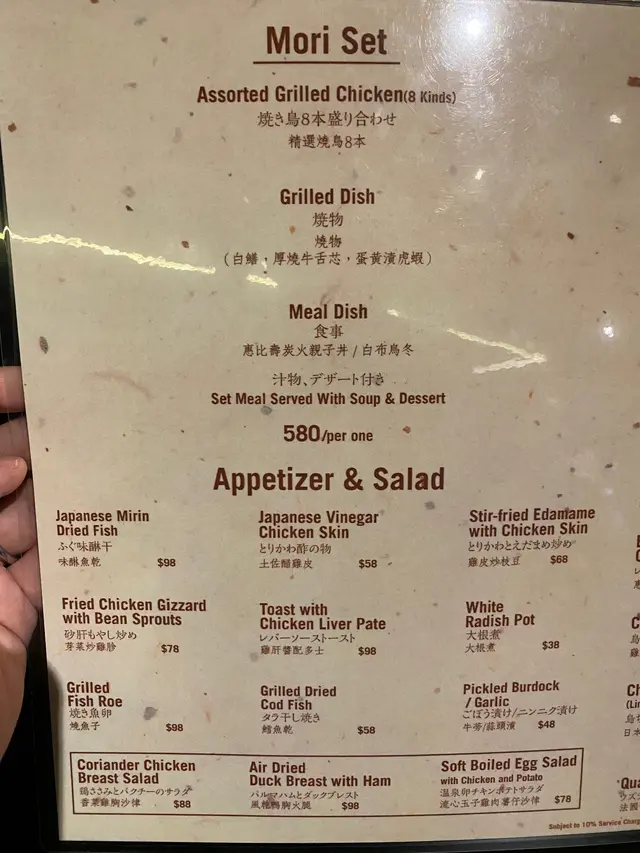 Mori Set
Assorted Grilled Chicken(8 Kinds)
焼き鳥8本盛り合わせ
精選燒鳥8本
Grilled Dish
焼物
燒物
(白鱔，厚燒牛舌芯，蛋黃漬虎蝦)
Meal Dish
食事
惠比壽炭火親子丼 / 白布烏冬
汁物、デザート付き
Set Meal Served With Soup & Dessert
580/per one
Appetizer & Salad
Japanese Mirin
Dried Fish
ふぐ味醂干
味醂魚乾 $98
Japanese Vinegar
Chicken Skin
とりかわ酢の物
土佐醋雞皮 $58
Stir-fried Edamame
with Chicken Skin
とりかわとえだまめ炒め
雞皮炒枝豆 $68
Fried Chicken Gizzard
with Bean Sprouts
砂肝もやし炒め
芽菜炒雞胗 $78
Toast with
Chicken Liver Pate
レバーソーストースト
雞肝醬配多士 $98
White
Radish Pot
大根煮
大根煮 $38
Grilled
Fish Roe
焼き魚卵
燒魚子 $98
Grilled Dried
Cod Fish
タラ干し焼き
鱈魚乾 $58
Pickled Burdock
/ Garlic
ごぼう漬け/ニンニク漬け
牛蒡/蒜頭漬 $48
Coriander Chicken
Breast Salad
鶏ささみとパクチーのサラダ
香菜雞胸沙律 $88
Air Dried
Duck Breast with Ham
パルマハムとダックブレスト
風乾鴨胸火腿 $98
Soft Boiled Egg Salad
with Chicken and Potato
温泉卵チキンポテトサラダ
流心玉子雞肉薯仔沙律 $78
Subject to 10% Service Charg